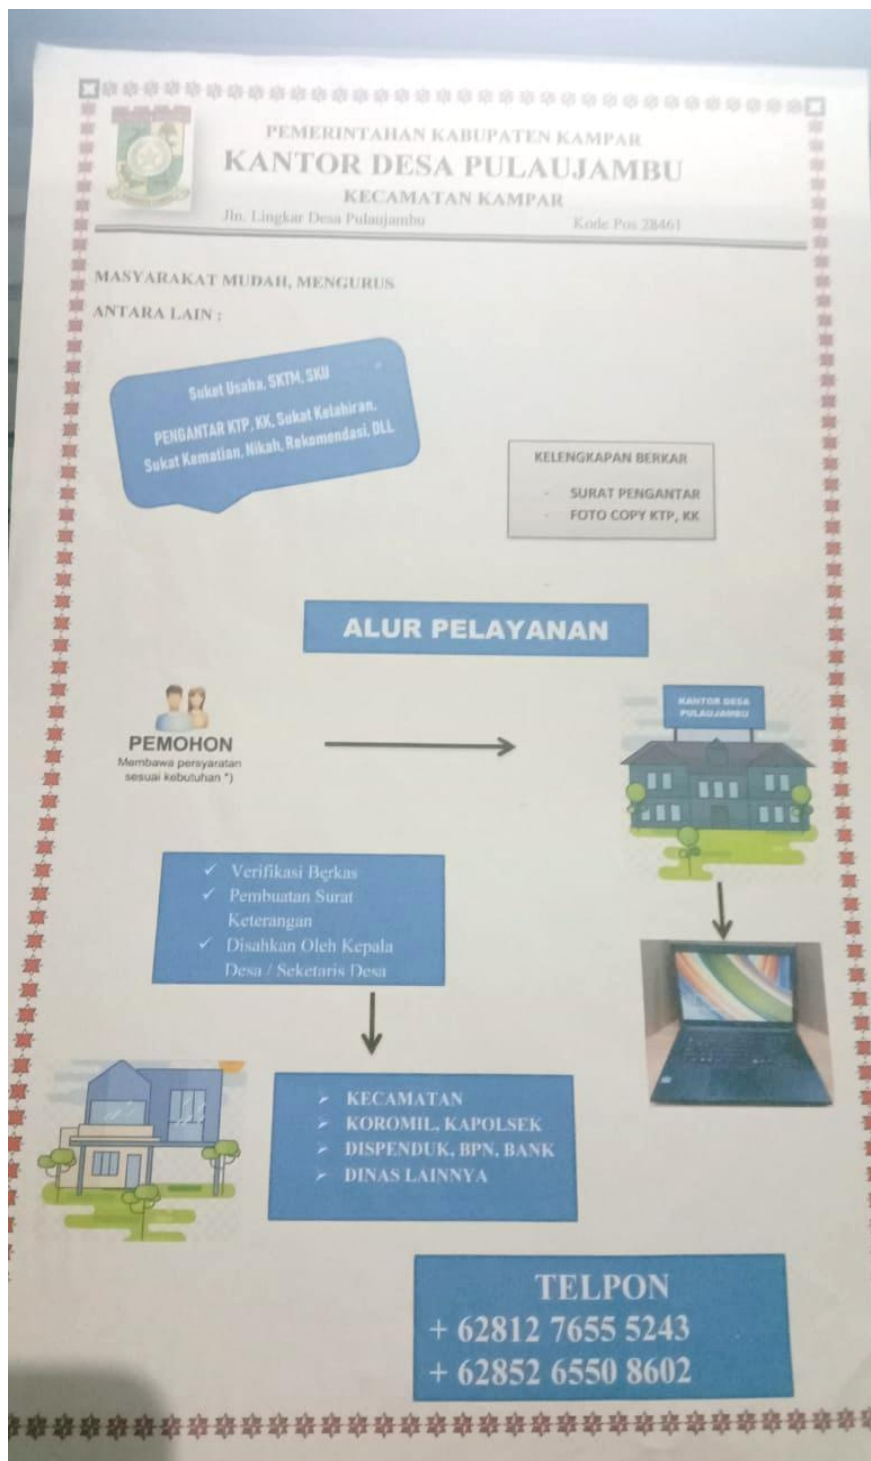 PEMERINTAHAN KABUPATEN KAMPAR
KANTOR DESA PULAUJAMBU
KECAMATAN KAMPAR
Jln. Lingkar Desa Pulaujambu Kode Pos 28461
MASYARAKAT MUDAH, MENGURUS
ANTARA LAIN :
Suket Usaha, SKTM, SKU
PENGANTAR KTP, KK, Suket Kelahiran,
Suket Kematian, Nikah, Rekomendasi, DLL
KELENGKAPAN BERKAR
- SURAT PENGANTAR
- FOTO COPY KTP, KK
ALUR PELAYANAN
PEMOHON
Membawa persyaratan
sesuai kebutuhan *)
KANTOR DESA
PULAUJAMBU
✓ Verifikasi Berkas
✓ Pembuatan Surat
Keterangan
✓ Disahkan Oleh Kepala
Desa / Seketaris Desa
➢ KECAMATAN
➢ KOROMIL, KAPOLSEK
➢ DISPENDUK, BPN, BANK
➢ DINAS LAINNYA
TELPON
+ 62812 7655 5243
+ 62852 6550 8602